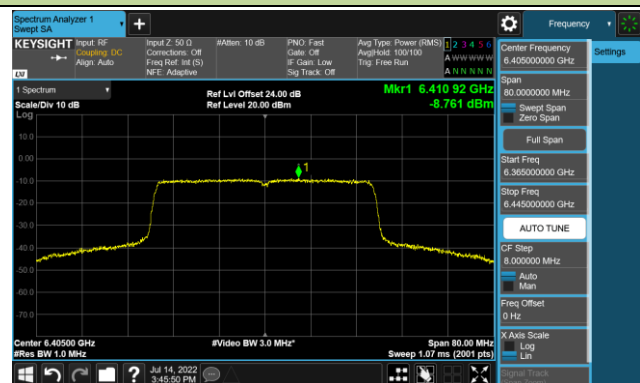 Spectrum Analyzer 1
Swept SA
Frequency
KEYSIGHT
Input: RF
Coupling: DC
Align: Auto
Input Z: 50 Ω
Corrections: Off
Freq Ref: Int (S)
NFE: Adaptive
#Atten: 10 dB
PNO: Fast
Gate: Off
IF Gain: Low
Sig Track: Off
Avg Type: Power (RMS)
Avg|Hold: 100/100
Trig: Free Run
1 2 3 4 5 6
A W W W W W
A N N N N N
LXI
1 Spectrum
Scale/Div 10 dB
Log
Ref Lvl Offset 24.00 dB
Ref Level 20.00 dBm
Mkr1 6.410 92 GHz
-8.761 dBm
10.0
0.00
-10.0
-20.0
-30.0
-40.0
-50.0
-60.0
-70.0
1
Center 6.40500 GHz
#Res BW 1.0 MHz
#Video BW 3.0 MHz*
Span 80.00 MHz
Sweep 1.07 ms (2001 pts)
Jul 14, 2022
3:45:50 PM
Center Frequency
6.405000000 GHz
Settings
Span
80.0000000 MHz
Swept Span
Zero Span
Full Span
Start Freq
6.365000000 GHz
Stop Freq
6.445000000 GHz
AUTO TUNE
CF Step
8.000000 MHz
Auto
Man
Freq Offset
0 Hz
X Axis Scale
Log
Lin
Signal Track